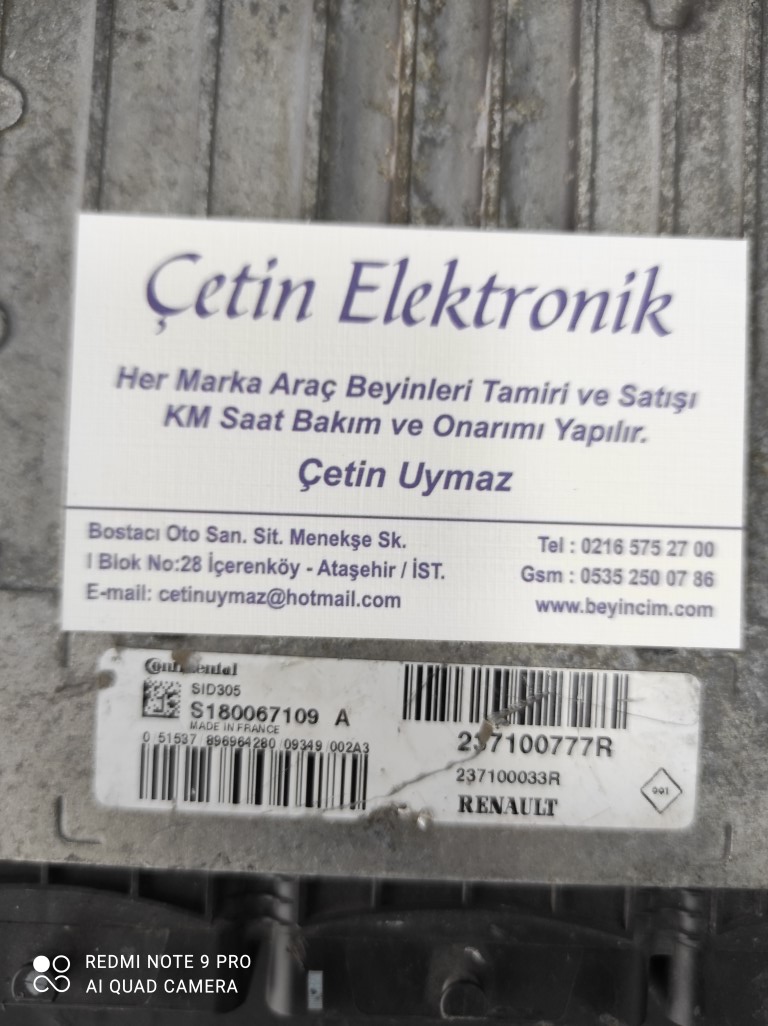 Çetin Elektronik
Her Marka Araç Beyinleri Tamiri ve Satışı
KM Saat Bakım ve Onarımı Yapılır.
Çetin Uymaz
Bostacı Oto San. Sit. Menekşe Sk.
I Blok No:28 İçerenköy - Ataşehir / İST.
E-mail: cetinuymaz@hotmail.com
Tel : 0216 575 27 00
Gsm : 0535 250 07 86
www.beyincim.com
Continental
SID305
S180067109 A
MADE IN FRANCE
0 51537 896964280 09349 002A3
237100777R
237100033R
RENAULT
991
REDMI NOTE 9 PRO
AI QUAD CAMERA